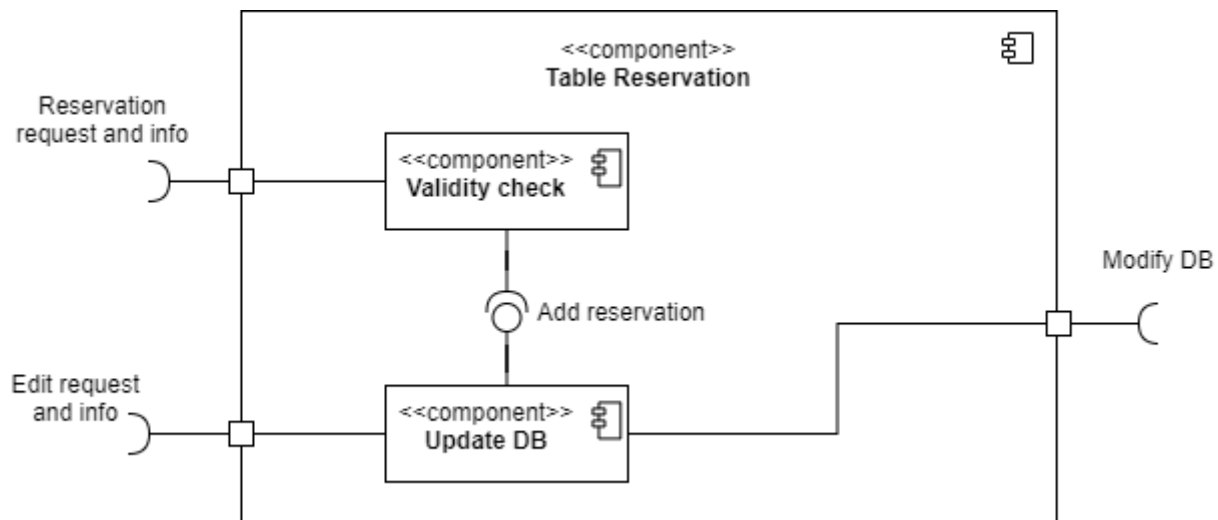 <<component>>
Table Reservation
Reservation
request and info
<<component>>
Validity check
Modify DB
Add reservation
Edit request
and info
<<component>>
Update DB